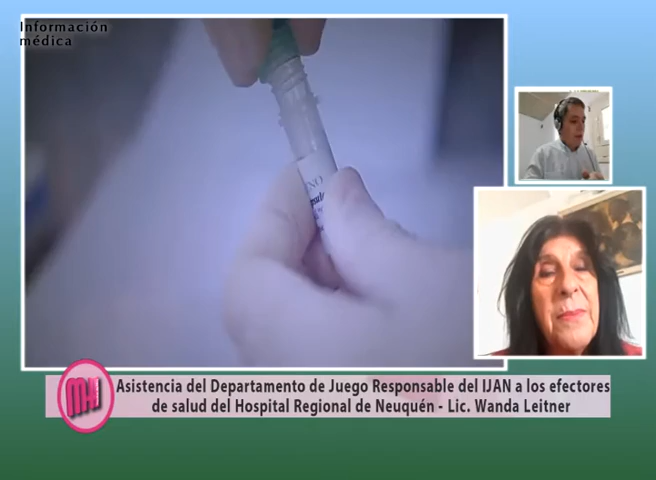 Información
médica
Asistencia del Departamento de Juego Responsable del IJAN a los efectores
de salud del Hospital Regional de Neuquén - Lic. Wanda Leitner